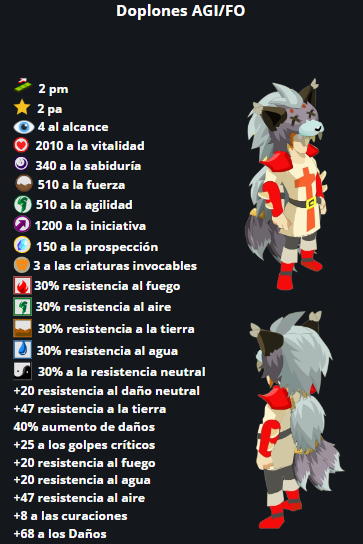 Doplones AGI/FO
2 pm
2 pa
4 al alcance
2010 a la vitalidad
340 a la sabiduría
510 a la fuerza
510 a la agilidad
1200 a la iniciativa
150 a la prospección
3 a las criaturas invocables
30% resistencia al fuego
30% resistencia al aire
30% resistencia a la tierra
30% resistencia al agua
30% a la resistencia neutral
+20 resistencia al daño neutral
+47 resistencia a la tierra
40% aumento de daños
+25 a los golpes críticos
+20 resistencia al fuego
+20 resistencia al agua
+47 resistencia al aire
+8 a las curaciones
+68 a los Daños